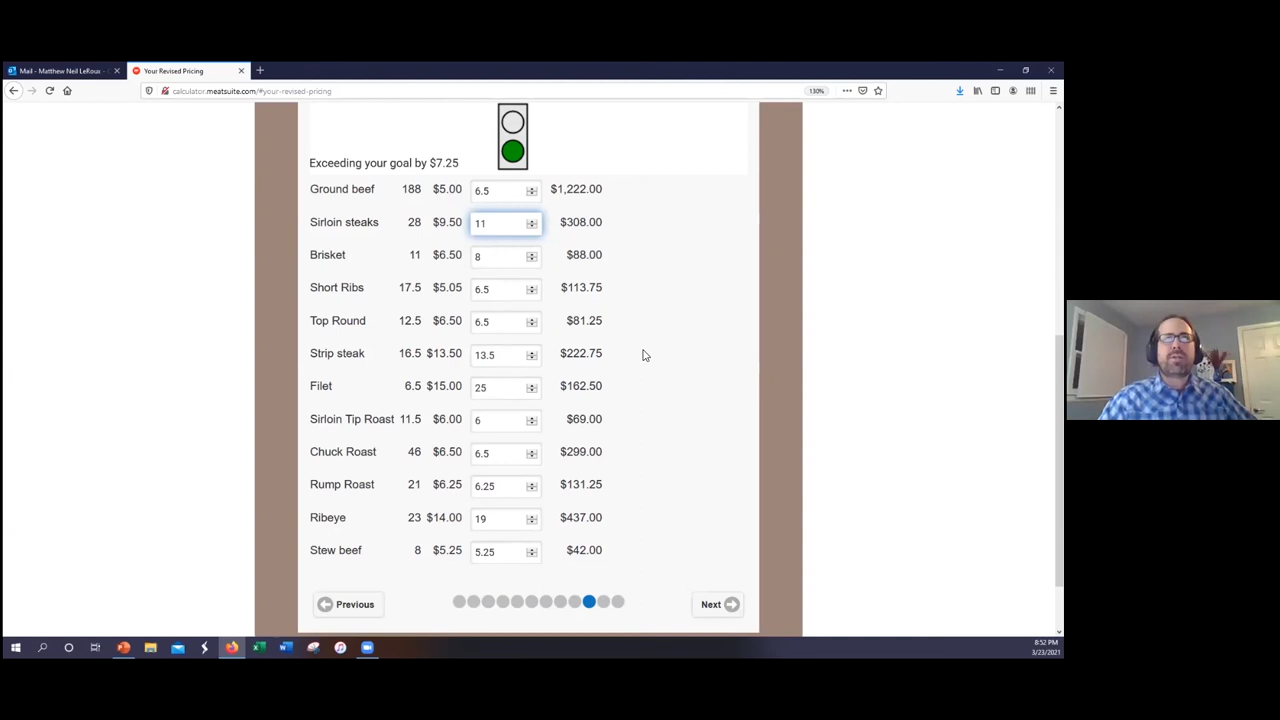 Mail - Matthew Neil LeRoux -
Your Revised Pricing
calculator.meatsuite.com/#your-revised-pricing
130%
Exceeding your goal by $7.25
Ground beef 188 $5.00 6.5 $1,222.00
Sirloin steaks 28 $9.50 11 $308.00
Brisket 11 $6.50 8 $88.00
Short Ribs 17.5 $5.05 6.5 $113.75
Top Round 12.5 $6.50 6.5 $81.25
Strip steak 16.5 $13.50 13.5 $222.75
Filet 6.5 $15.00 25 $162.50
Sirloin Tip Roast 11.5 $6.00 6 $69.00
Chuck Roast 46 $6.50 6.5 $299.00
Rump Roast 21 $6.25 6.25 $131.25
Ribeye 23 $14.00 19 $437.00
Stew beef 8 $5.25 5.25 $42.00
Previous Next
8:52 PM
3/23/2021